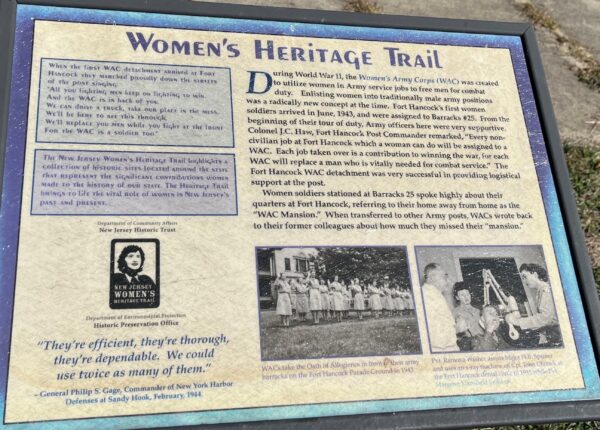 Women's Heritage Trail
When the first WAC detachment arrived at Fort
Hancock they marched proudly down the streets
of the post singing:
"All you fighting men keep on fighting to win.
And the WAC is in back of you.
We can drive a truck, take our place in the mess.
We'll be here to see this through.
We'll replace you men while you fight at the front
For the WAC is a soldier too."
The New Jersey Women's Heritage Trail highlights a
collection of historic sites located around the state
that represent the significant contributions women
made to the history of our state. The Heritage Trail
brings to life the vital role of women in New Jersey's
past and present.
Department of Community Affairs
New Jersey Historic Trust
NEW JERSEY
WOMEN'S
HERITAGE TRAIL
Department of Environmental Protection
Historic Preservation Office
"They're efficient, they're thorough,
they're dependable. We could
use twice as many of them."
- General Philip S. Gage, Commander of New York Harbor
Defenses at Sandy Hook, February, 1944
During World War II, the Women's Army Corps (WAC) was created
to utilize women in Army service jobs to free men for combat
duty. Enlisting women into traditionally male army positions
was a radically new concept at the time. Fort Hancock's first women
soldiers arrived in June, 1943, and were assigned to Barracks #25. From the
beginning of their tour of duty, Army officers here were very supportive.
Colonel J.C. Haw, Fort Hancock Post Commander remarked, "Every non-
civilian job at Fort Hancock which a woman can do will be assigned to a
WAC. Each job taken over is a contribution to winning the war, for each
WAC will replace a man who is vitally needed for combat service." The
Fort Hancock WAC detachment was very successful in providing logistical
support at the post.
Women soldiers stationed at Barracks 25 spoke highly about their
quarters at Fort Hancock, referring to their home away from home as the
"WAC Mansion." When transferred to other Army posts, WACs wrote back
to their former colleagues about how much they missed their "mansion."
WACs take the Oath of Allegiance in front of their army
barracks on the Fort Hancock Parade Ground in 1943.
Pvt. Ramona
and
the Fort Hancock dental clinic